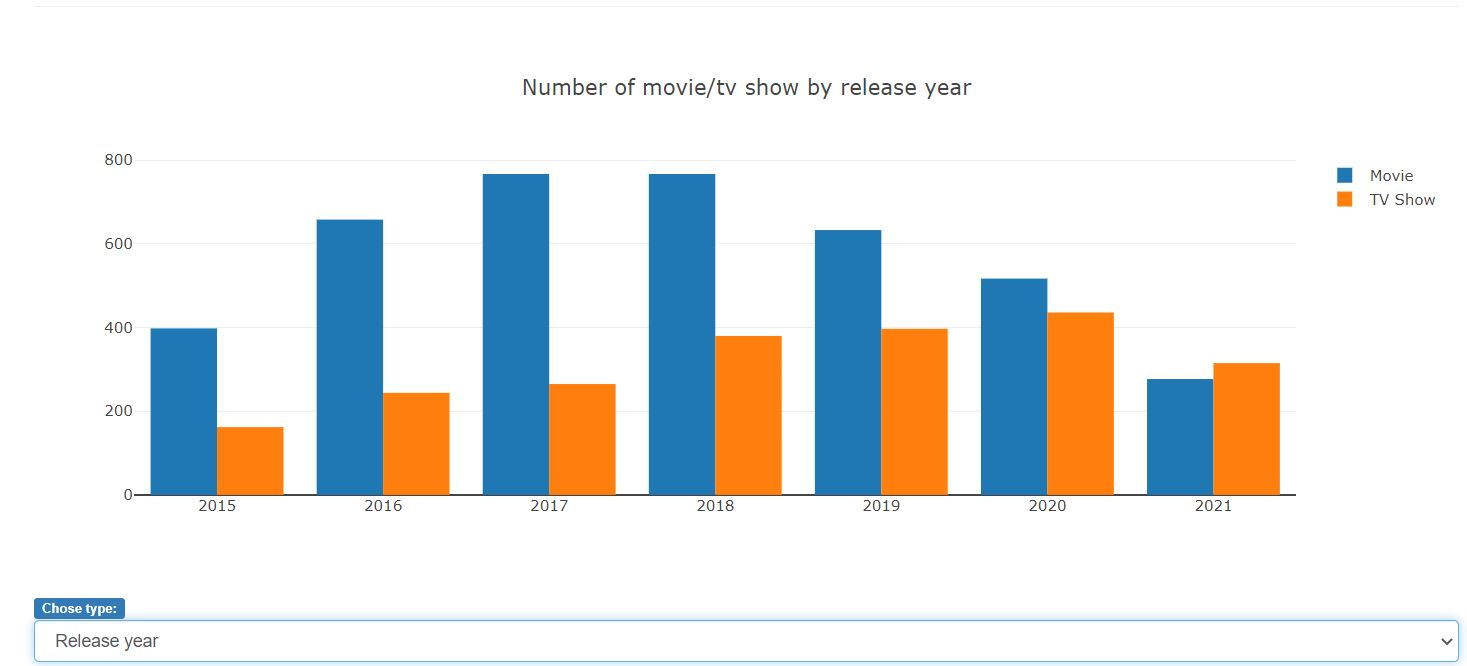 Number of movie/tv show by release year
800
600
400
200
0
Movie
TV Show
2015 2016 2017 2018 2019 2020 2021
Chose type:
Release year